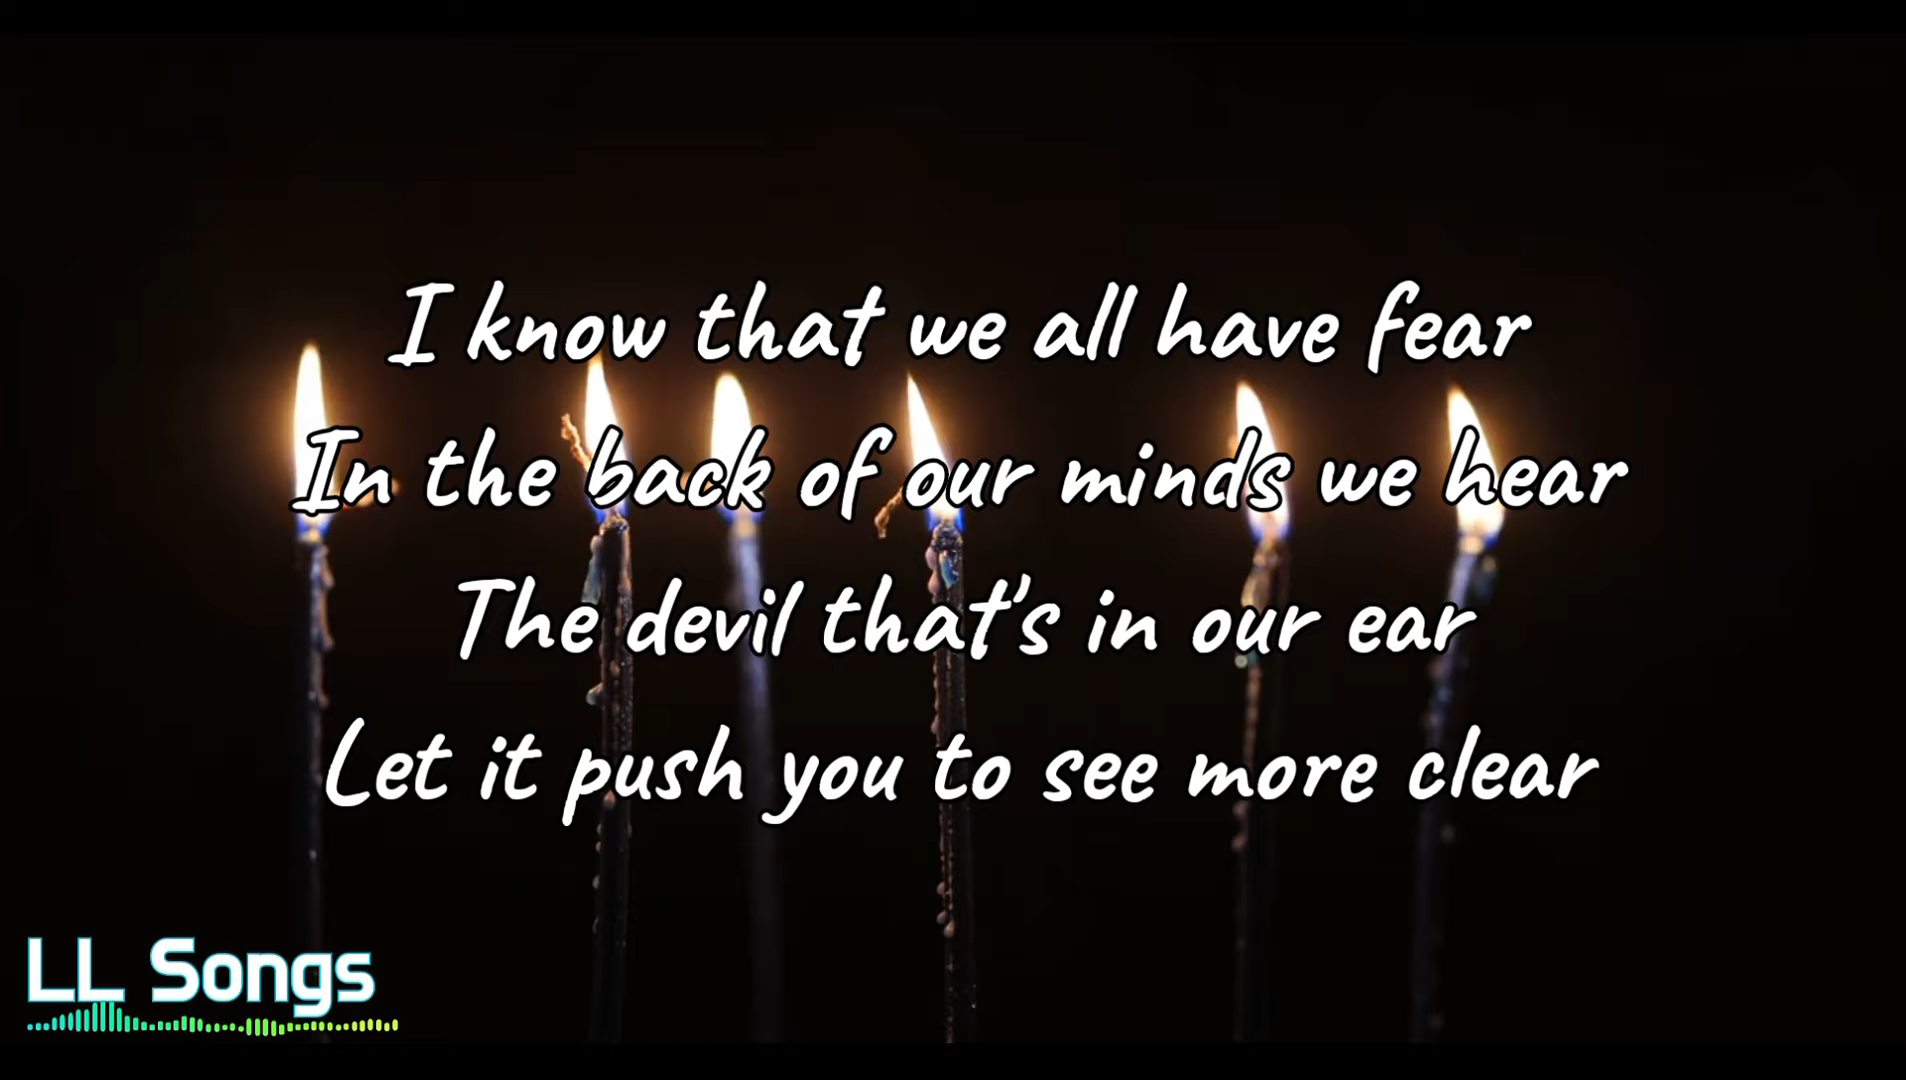 I know that we all have fear
In the back of our minds we hear
The devil that's in our ear
Let it push you to see more clear
LL Songs